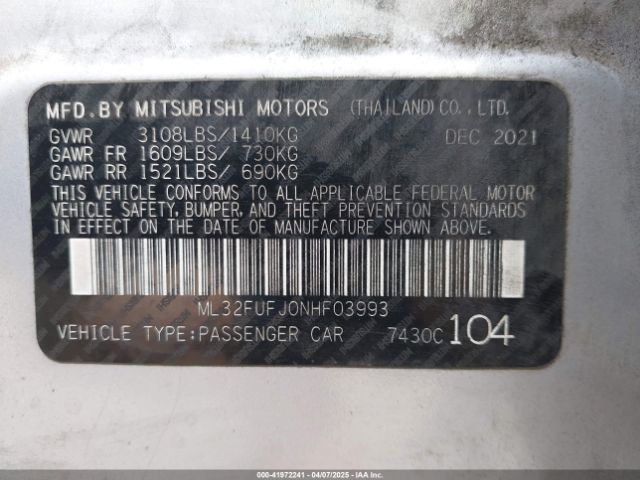 MFD.BY MITSUBISHI MOTORS (THAILAND)CO.,LTD.
GVWR 3108LBS/1410KG DEC 2021
GAWR FR 1609LBS/ 730KG
GAWR RR 1521LBS/ 690KG
THIS VEHICLE CONFORMS TO ALL APPLICABLE FEDERAL MOTOR
VEHICLE SAFETY, BUMPER, AND THEFT PREVENTION STANDARDS
IN EFFECT ON THE DATE OF MANUFACTURE SHOWN ABOVE.
ML32FUFJ0NHF03993
VEHICLE TYPE:PASSENGER CAR 7430C 104
000-41972241 - 04/07/2025 - IAAI.COM